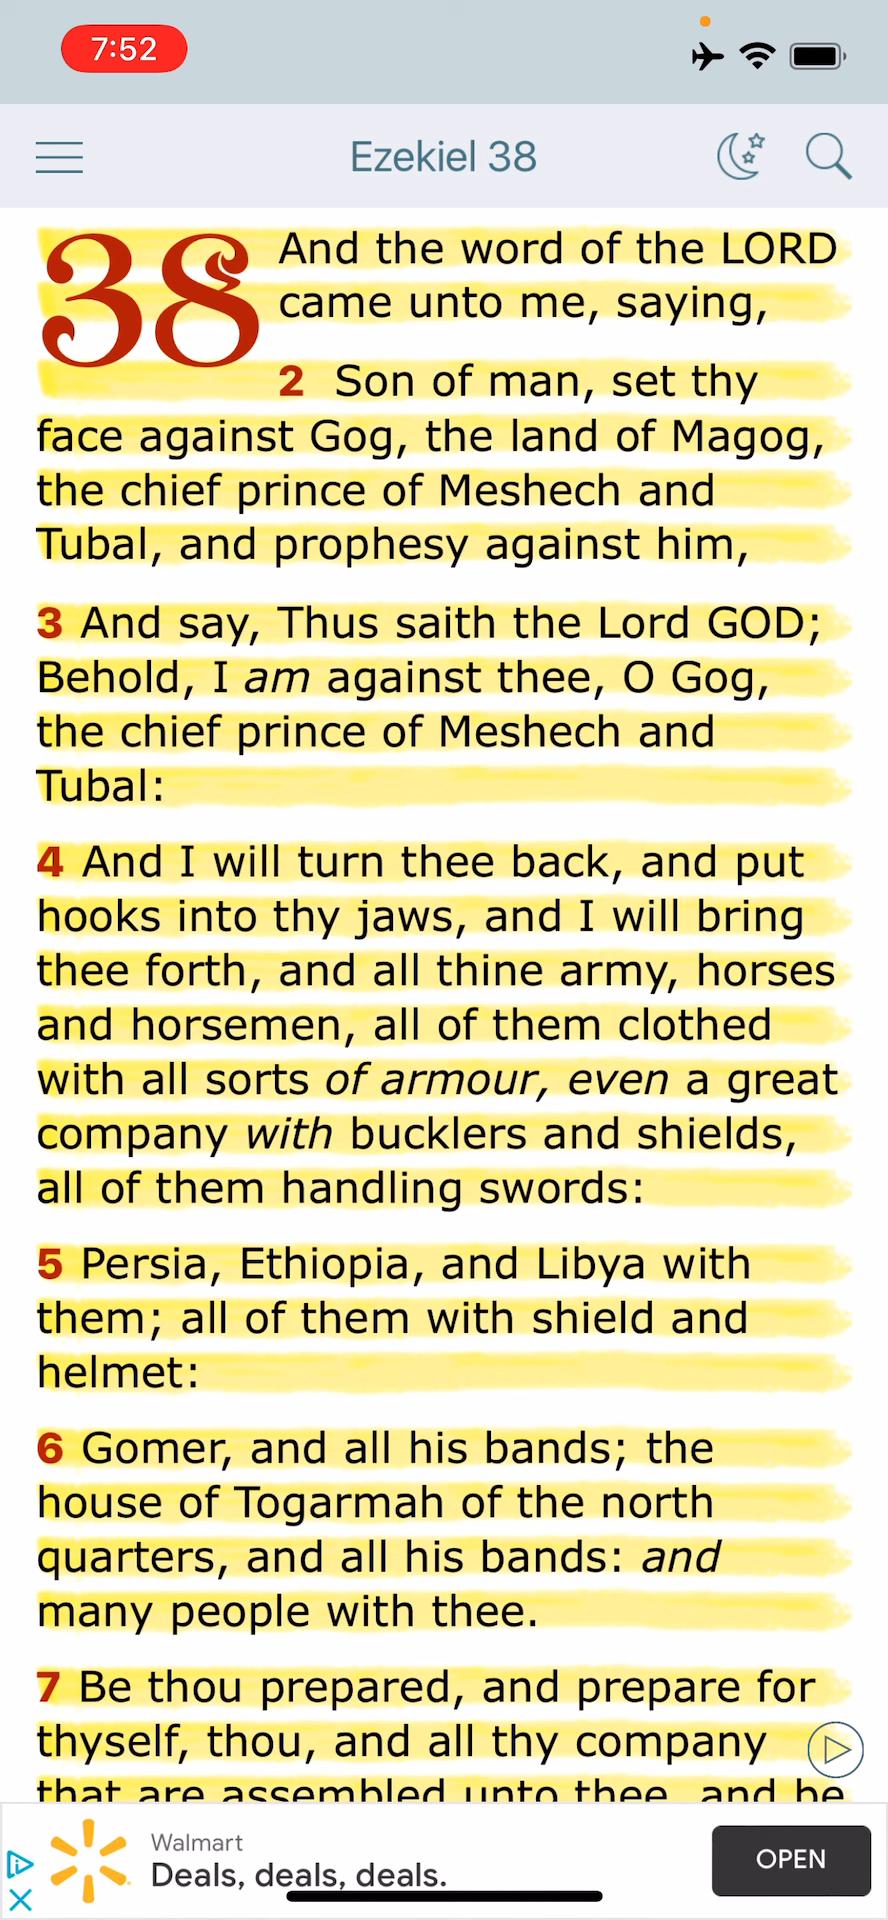 7:52
Ezekiel 38
38 And the word of the LORD
came unto me, saying,
2 Son of man, set thy
face against Gog, the land of Magog,
the chief prince of Meshech and
Tubal, and prophesy against him,
3 And say, Thus saith the Lord GOD;
Behold, I am against thee, O Gog,
the chief prince of Meshech and
Tubal:
4 And I will turn thee back, and put
hooks into thy jaws, and I will bring
thee forth, and all thine army, horses
and horsemen, all of them clothed
with all sorts of armour, even a great
company with bucklers and shields,
all of them handling swords:
5 Persia, Ethiopia, and Libya with
them; all of them with shield and
helmet:
6 Gomer, and all his bands; the
house of Togarmah of the north
quarters, and all his bands: and
many people with thee.
7 Be thou prepared, and prepare for
thyself, thou, and all thy company
that are assembled unto thee, and be
Walmart
Deals, deals, deals.
OPEN